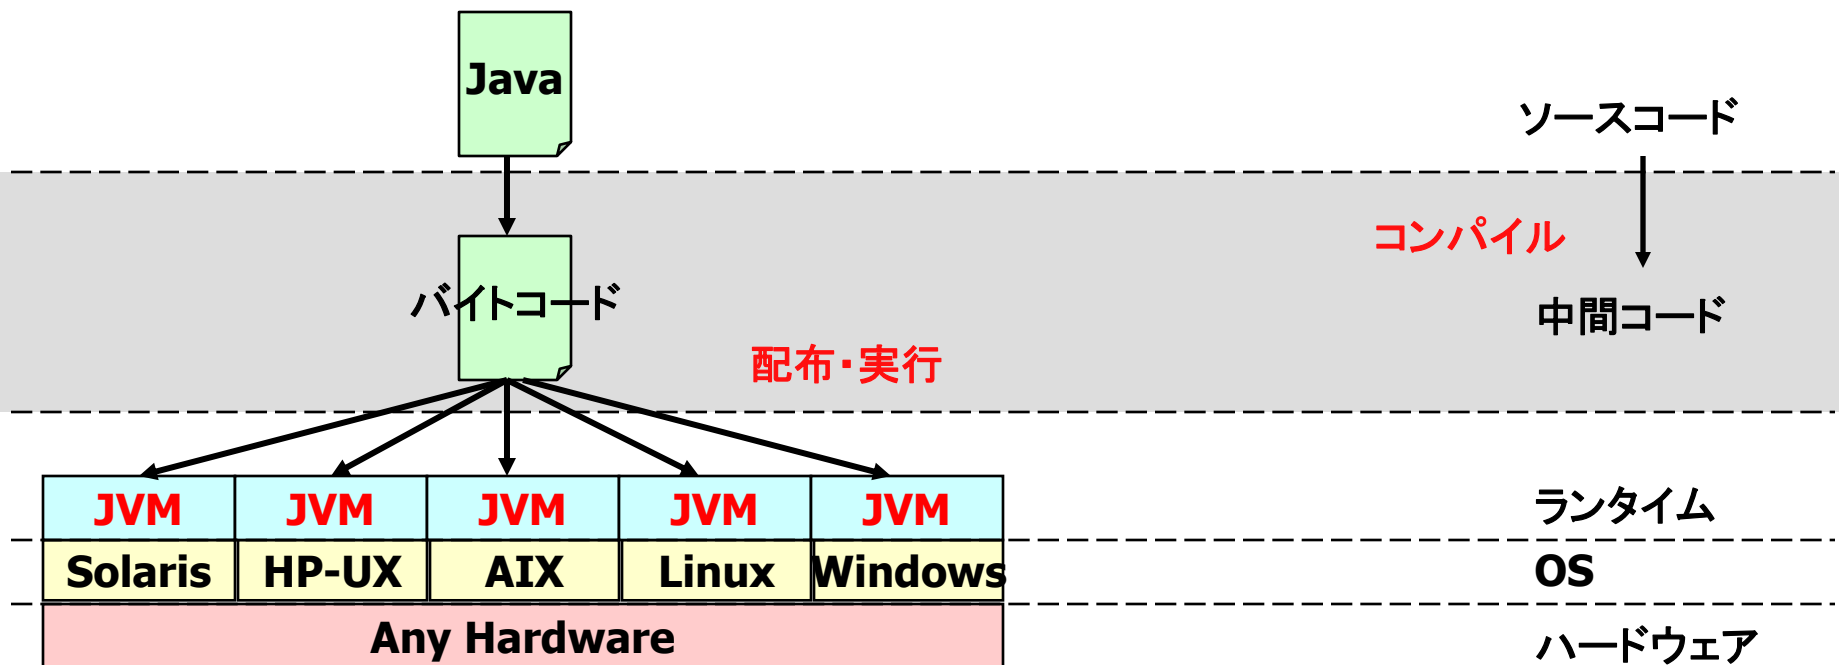 Java
ソースコード
コンパイル
バイトコード
中間コード
配布・実行
JVM JVM JVM JVM JVM
ランタイム
Solaris HP-UX AIX Linux Windows
OS
Any Hardware
ハードウェア